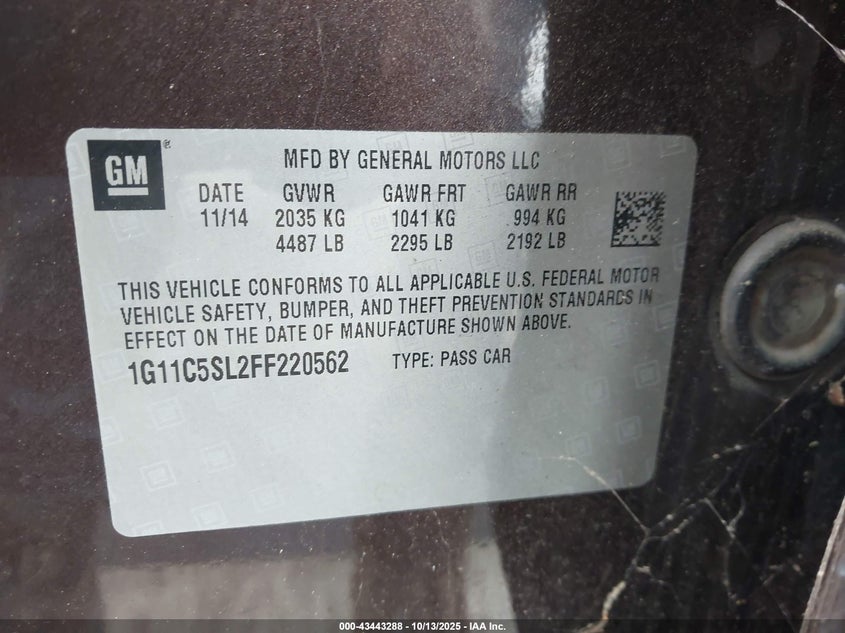 GM®
MFD BY GENERAL MOTORS LLC
DATE GVWR GAWR FRT GAWR RR
11/14 2035 KG 1041 KG 994 KG
4487 LB 2295 LB 2192 LB
THIS VEHICLE CONFORMS TO ALL APPLICABLE U.S. FEDERAL MOTOR
VEHICLE SAFETY, BUMPER, AND THEFT PREVENTION STANDARDS IN
EFFECT ON THE DATE OF MANUFACTURE SHOWN ABOVE.
1G11C5SL2FF220562 TYPE: PASS CAR
000-43443288 - 10/13/2025 - IAA Inc.